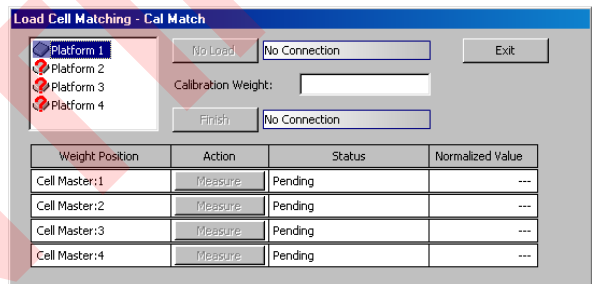 Load Cell Matching - Cal Match
Platform 1
Platform 2
Platform 3
Platform 4
No Load No Connection Exit
Calibration Weight:
Finish No Connection
Weight Position Action Status Normalized Value
Cell Master:1 Measure Pending ---
Cell Master:2 Measure Pending ---
Cell Master:3 Measure Pending ---
Cell Master:4 Measure Pending ---